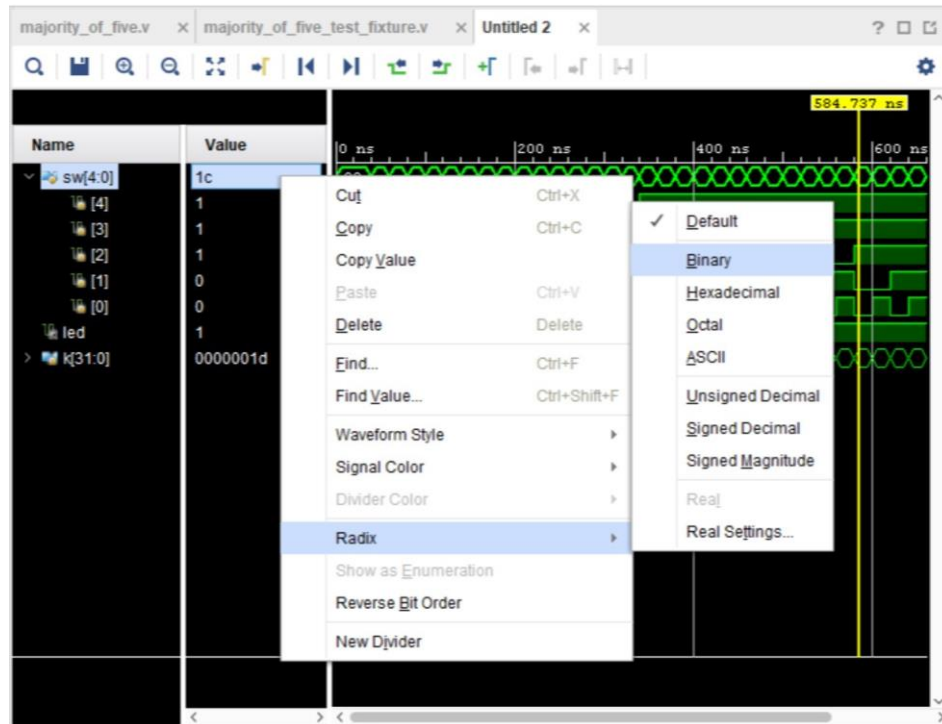 majority_of_five.v × majority_of_five_test_fixture.v × Untitled 2 ×
584.737 ns
Name Value
0 ns 200 ns 400 ns 600 ns
sw[4:0] 1c
[4] 1
[3] 1
[2] 1
[1] 0
[0] 0
led 1
k[31:0] 0000001d
Cut Ctrl+X
Copy Ctrl+C
Copy Value
Paste Ctrl+V
Delete Delete
Find... Ctrl+F
Find Value... Ctrl+Shift+F
Waveform Style
Signal Color
Divider Color
Radix
Show as Enumeration
Reverse Bit Order
New Divider
✓ Default
Binary
Hexadecimal
Octal
ASCII
Unsigned Decimal
Signed Decimal
Signed Magnitude
Real
Real Settings...